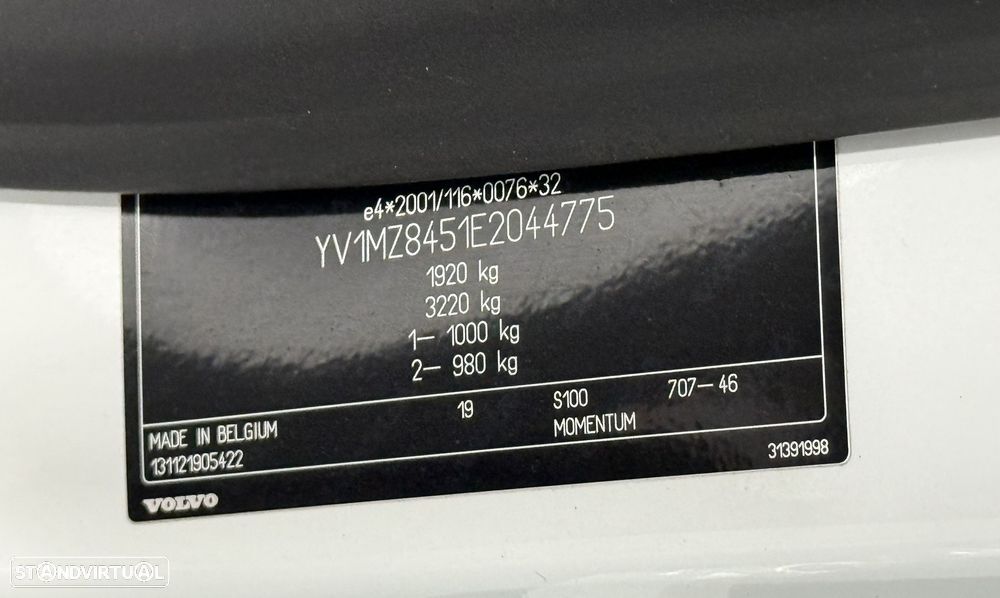 e4*2001/116*0076*32
YV1MZ8451E2044775
1920 kg
3220 kg
1– 1000 kg
2– 980 kg
19 S100 707–46
MADE IN BELGIUM MOMENTUM
131121905422 31391998
VOLVO
STANDVIRTUAL